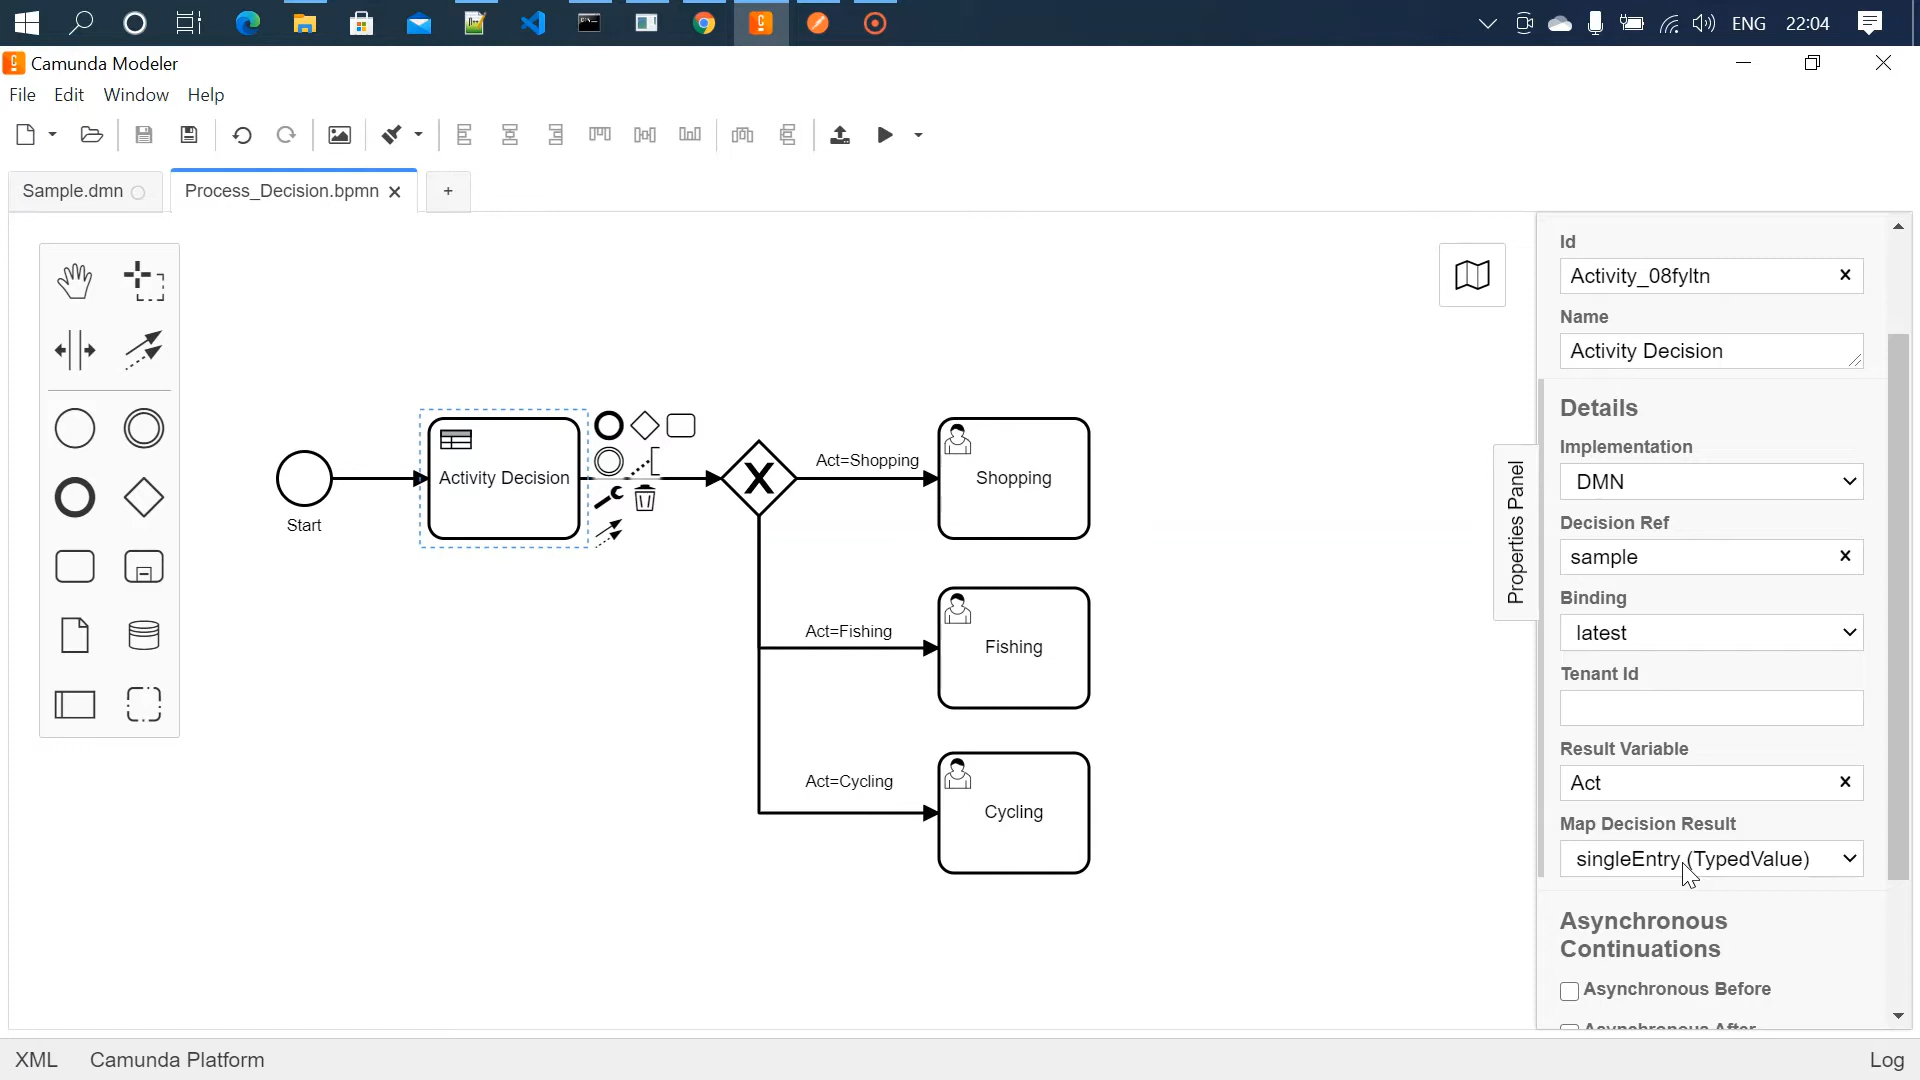 ENG 22:04
Camunda Modeler
File Edit Window Help
Sample.dmn
Process_Decision.bpmn
+
Id
Activity_08fyltn
Name
Activity Decision
Details
Implementation
DMN
Decision Ref
sample
Binding
latest
Tenant Id
Result Variable
Act
Map Decision Result
singleEntry (TypedValue)
Asynchronous
Continuations
Asynchronous Before
Asynchronous After
Properties Panel
Start
Activity Decision
Act=Shopping
Shopping
Act=Fishing
Fishing
Act=Cycling
Cycling
XML Camunda Platform Log